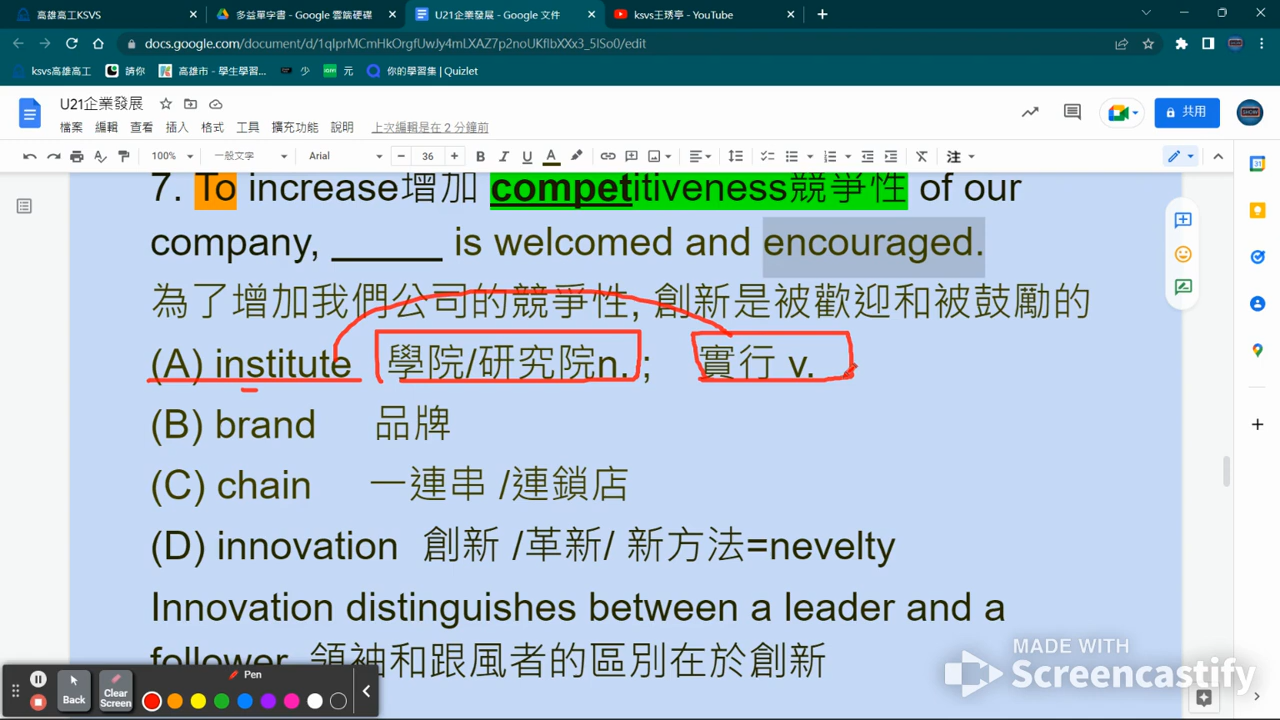 高雄高工KSVS
多益單字書 - Google 雲端硬碟
U21企業發展 - Google 文件
ksvs王琇亭 - YouTube
docs.google.com/document/d/1qIprMCmHkOrgfUwJy4mLXAZ7p2noUKflbXXx3_5lSo0/edit
ksvs高雄高工
請你
高雄市 - 學生學習...
少
元
你的學習集 | Quizlet
U21企業發展
檔案 編輯 查看 插入 格式 工具 擴充功能 說明 上次編輯是在 2 分鐘前
共用
100% 一般文字 Arial 36 注
7. To increase增加 competitiveness競爭性 of our
company, ______ is welcomed and encouraged.
為了增加我們公司的競爭性, 創新是被歡迎和被鼓勵的
(A) institute 學院/研究院n. ; 實行 v.
(B) brand 品牌
(C) chain 一連串 /連鎖店
(D) innovation 創新 /革新/ 新方法=nevelty
Innovation distinguishes between a leader and a
follower 領袖和跟風者的區別在於創新
Pen
Back
Clear Screen
MADE WITH
Screencastify